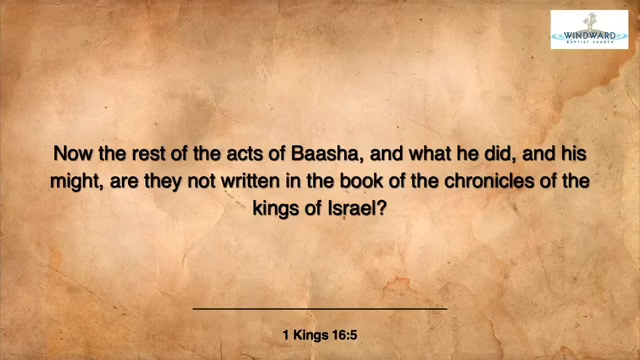 WINDWARD
BAPTIST CHURCH
Now the rest of the acts of Baasha, and what he did, and his
might, are they not written in the book of the chronicles of the
kings of Israel?
1 Kings 16:5